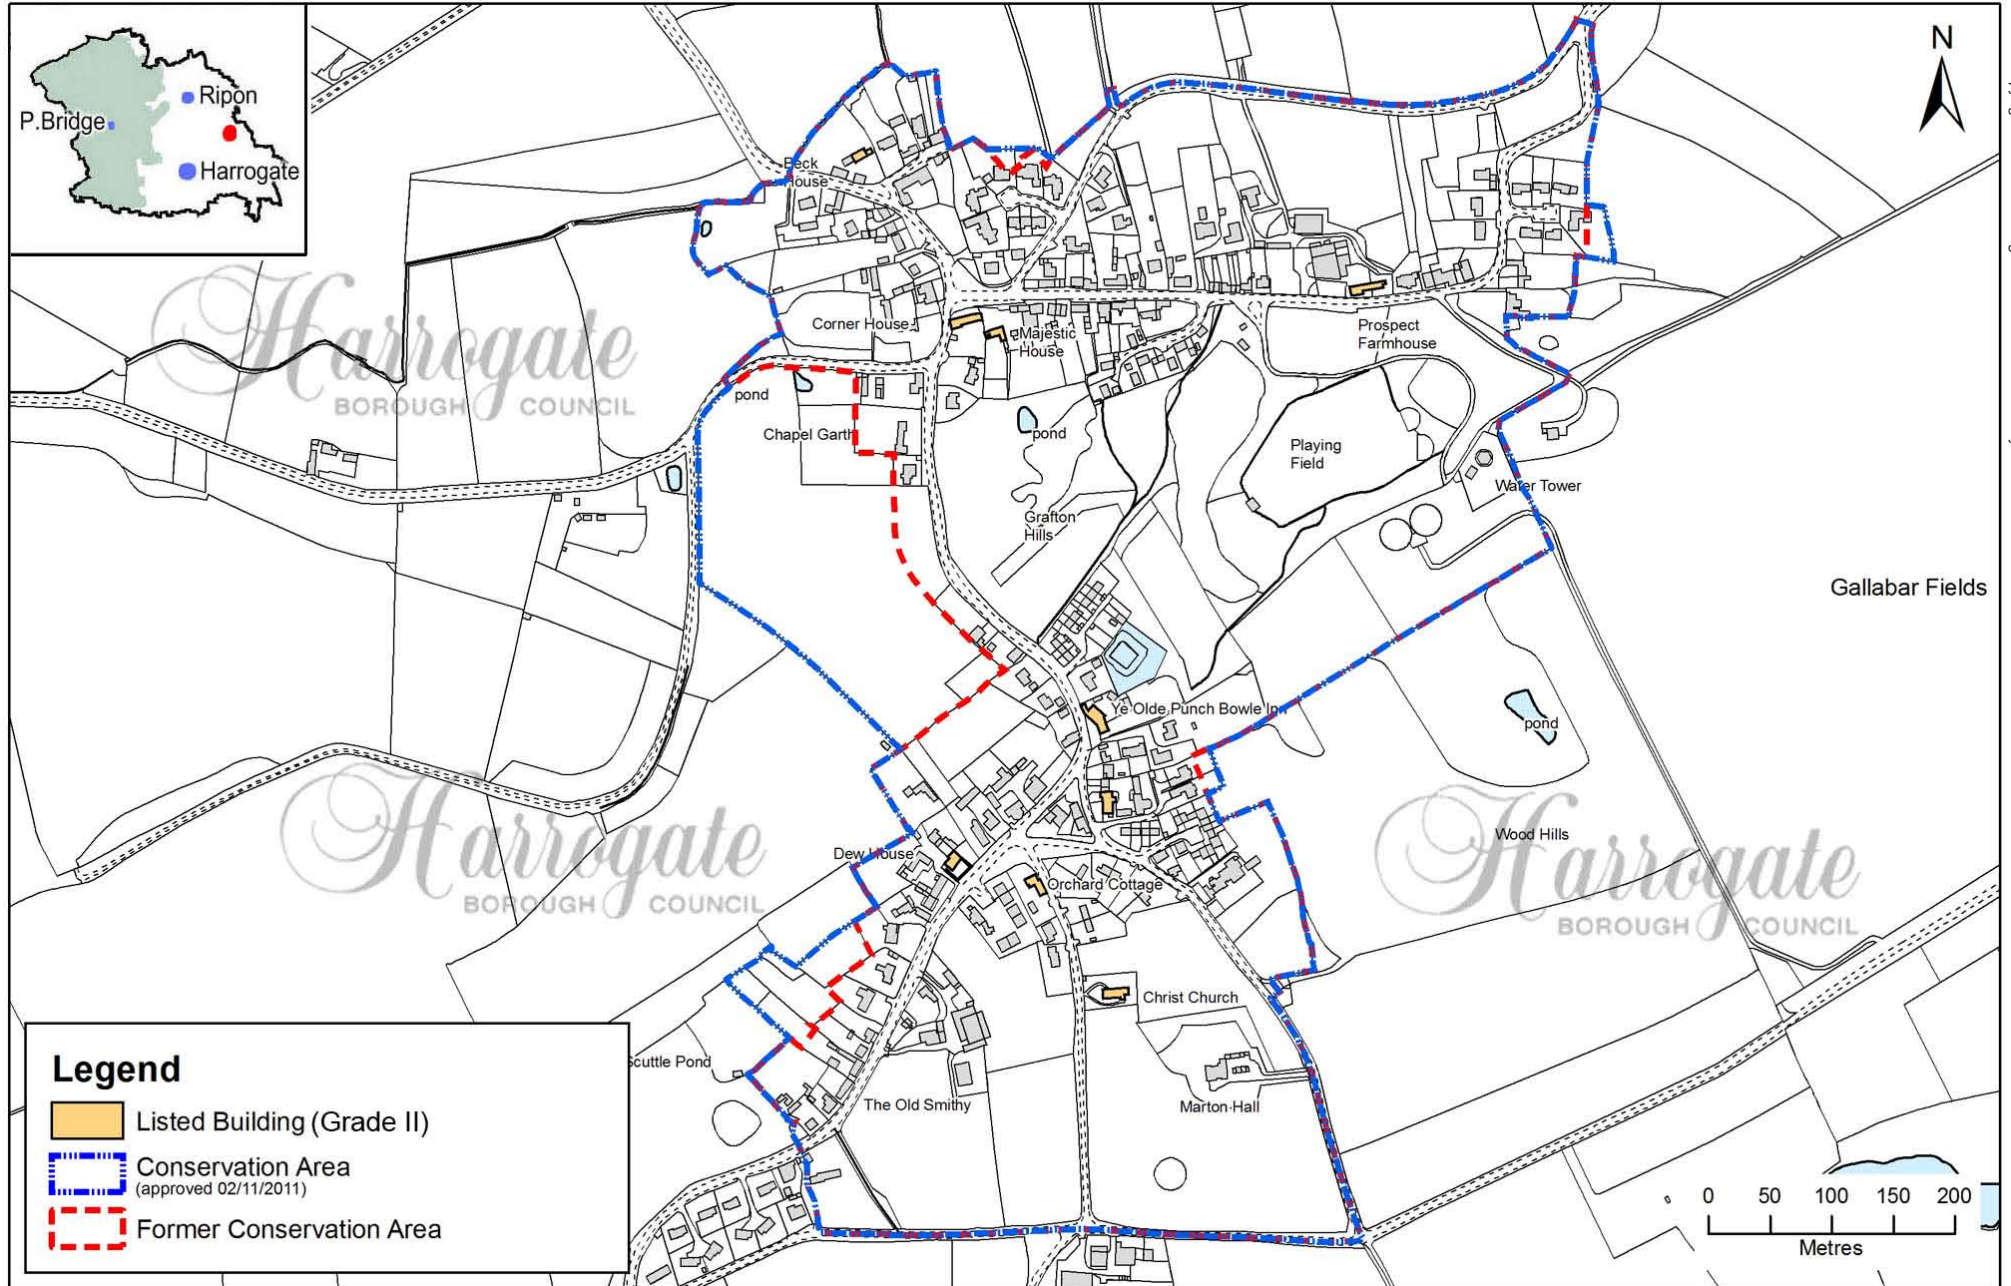 N
Ripon
P.Bridge
Harrogate
Beck
House
Harrogate
BOROUGH COUNCIL
Corner House
Majestic
House
Prospect
Farmhouse
pond
Chapel Garth
pond
Playing
Field
Water Tower
Grafton
Hills
Gallabar Fields
Ye Olde Punch Bowle Inn
pond
Harrogate
BOROUGH COUNCIL
Dew House
Orchard Cottage
Wood Hills
Harrogate
BOROUGH COUNCIL
Christ Church
Scuttle Pond
The Old Smithy
Marton Hall
Legend
Listed Building (Grade II)
Conservation Area
(approved 02/11/2011)
Former Conservation Area
0 50 100 150 200
Metres